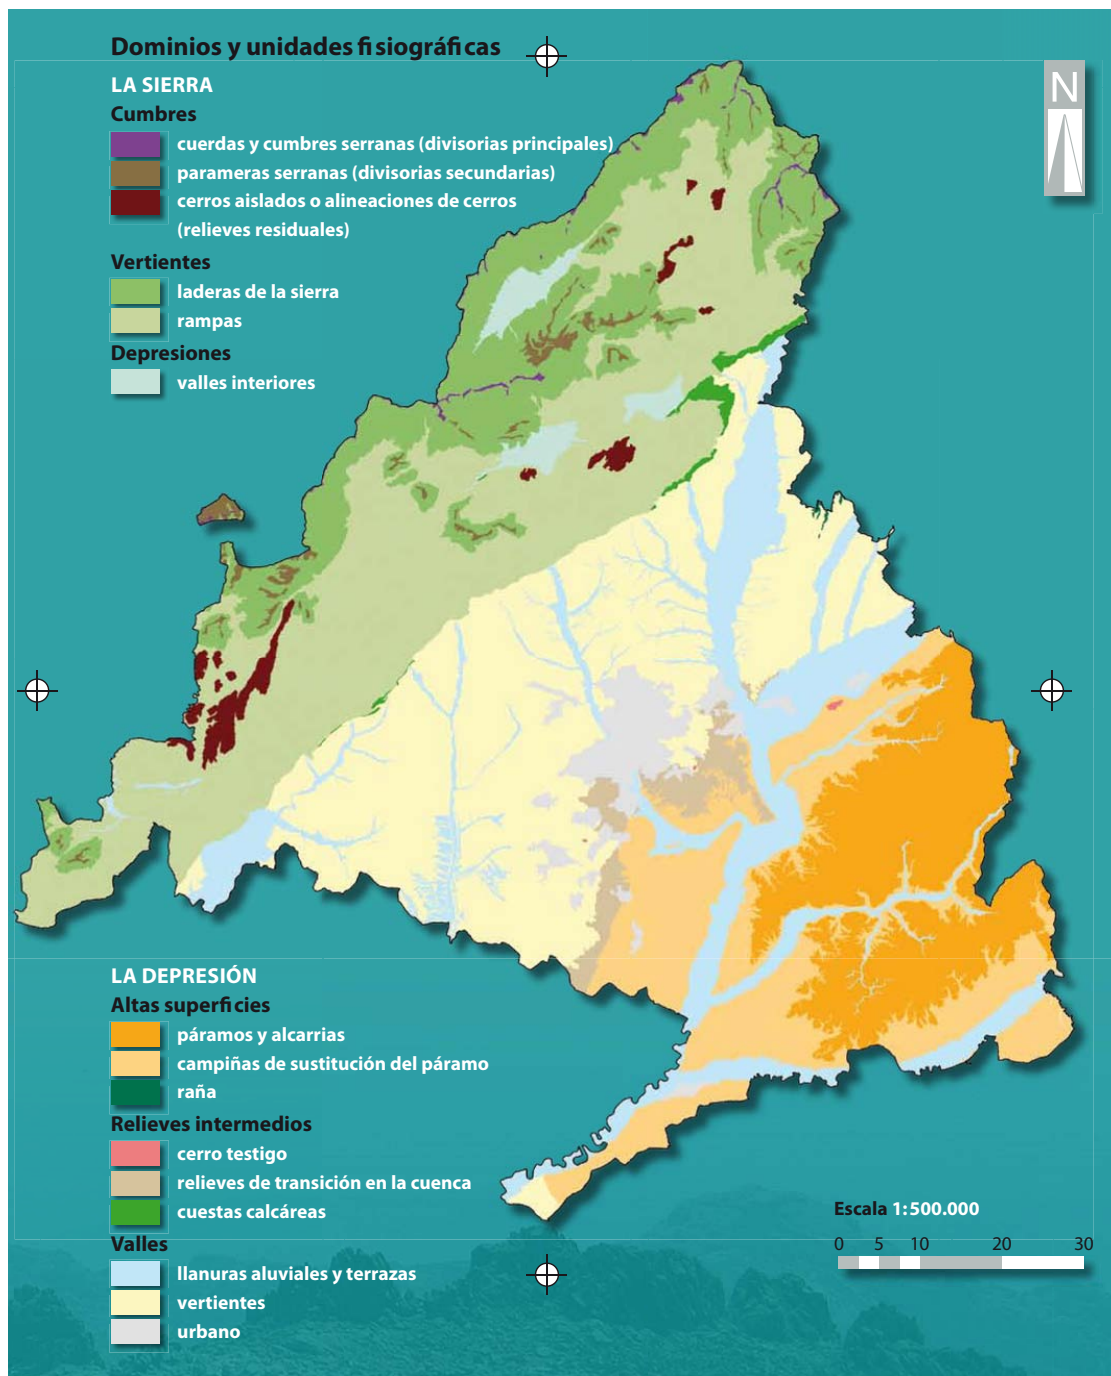 Dominios y unidades fisiográficas
LA SIERRA
Cumbres
cuerdas y cumbres serranas (divisorias principales)
parameras serranas (divisorias secundarias)
cerros aislados o alineaciones de cerros
(relieves residuales)
Vertientes
laderas de la sierra
rampas
Depresiones
valles interiores
N
LA DEPRESIÓN
Altas superficies
páramos y alcarrias
campiñas de sustitución del páramo
raña
Relieves intermedios
cerro testigo
relieves de transición en la cuenca
cuestas calcáreas
Valles
llanuras aluviales y terrazas
vertientes
urbano
Escala 1:500.000
0 5 10 20 30